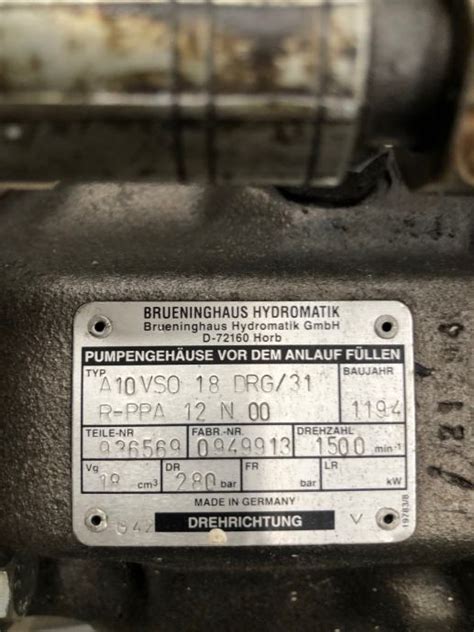 BRUENINGHAUS HYDROMATIK
Brueninghaus Hydromatik GmbH
D-72160 Horb
PUMPENGEHÄUSE VOR DEM ANLAUF FÜLLEN
TYP BAUJAHR
A10VSO 18 DRG/31
R-PPA 12 N 00 1194
TEILE-NR FABR.-NR DREHZAHL
936569 0949913 1500 min⁻¹
Vg DR FR LR
18 cm³ 280 bar bar kW
MADE IN GERMANY
942 DREHRICHTUNG V
197838